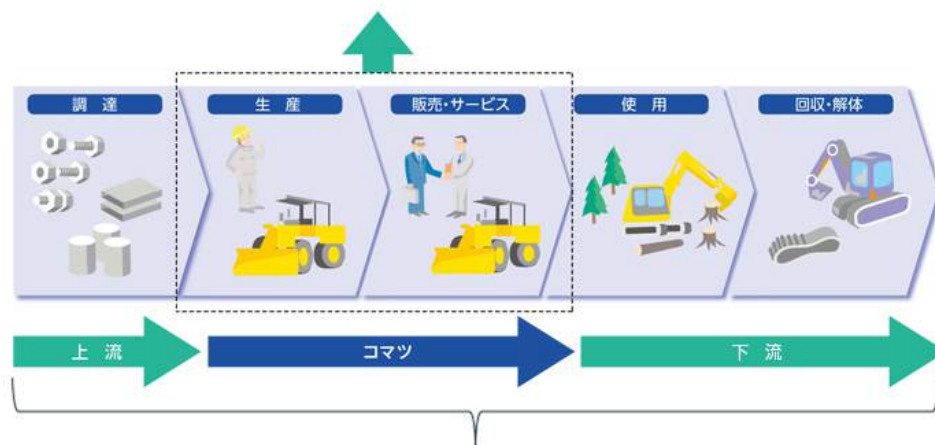 調達
生産
販売・サービス
使用
回収・解体
上流
コマツ
下流